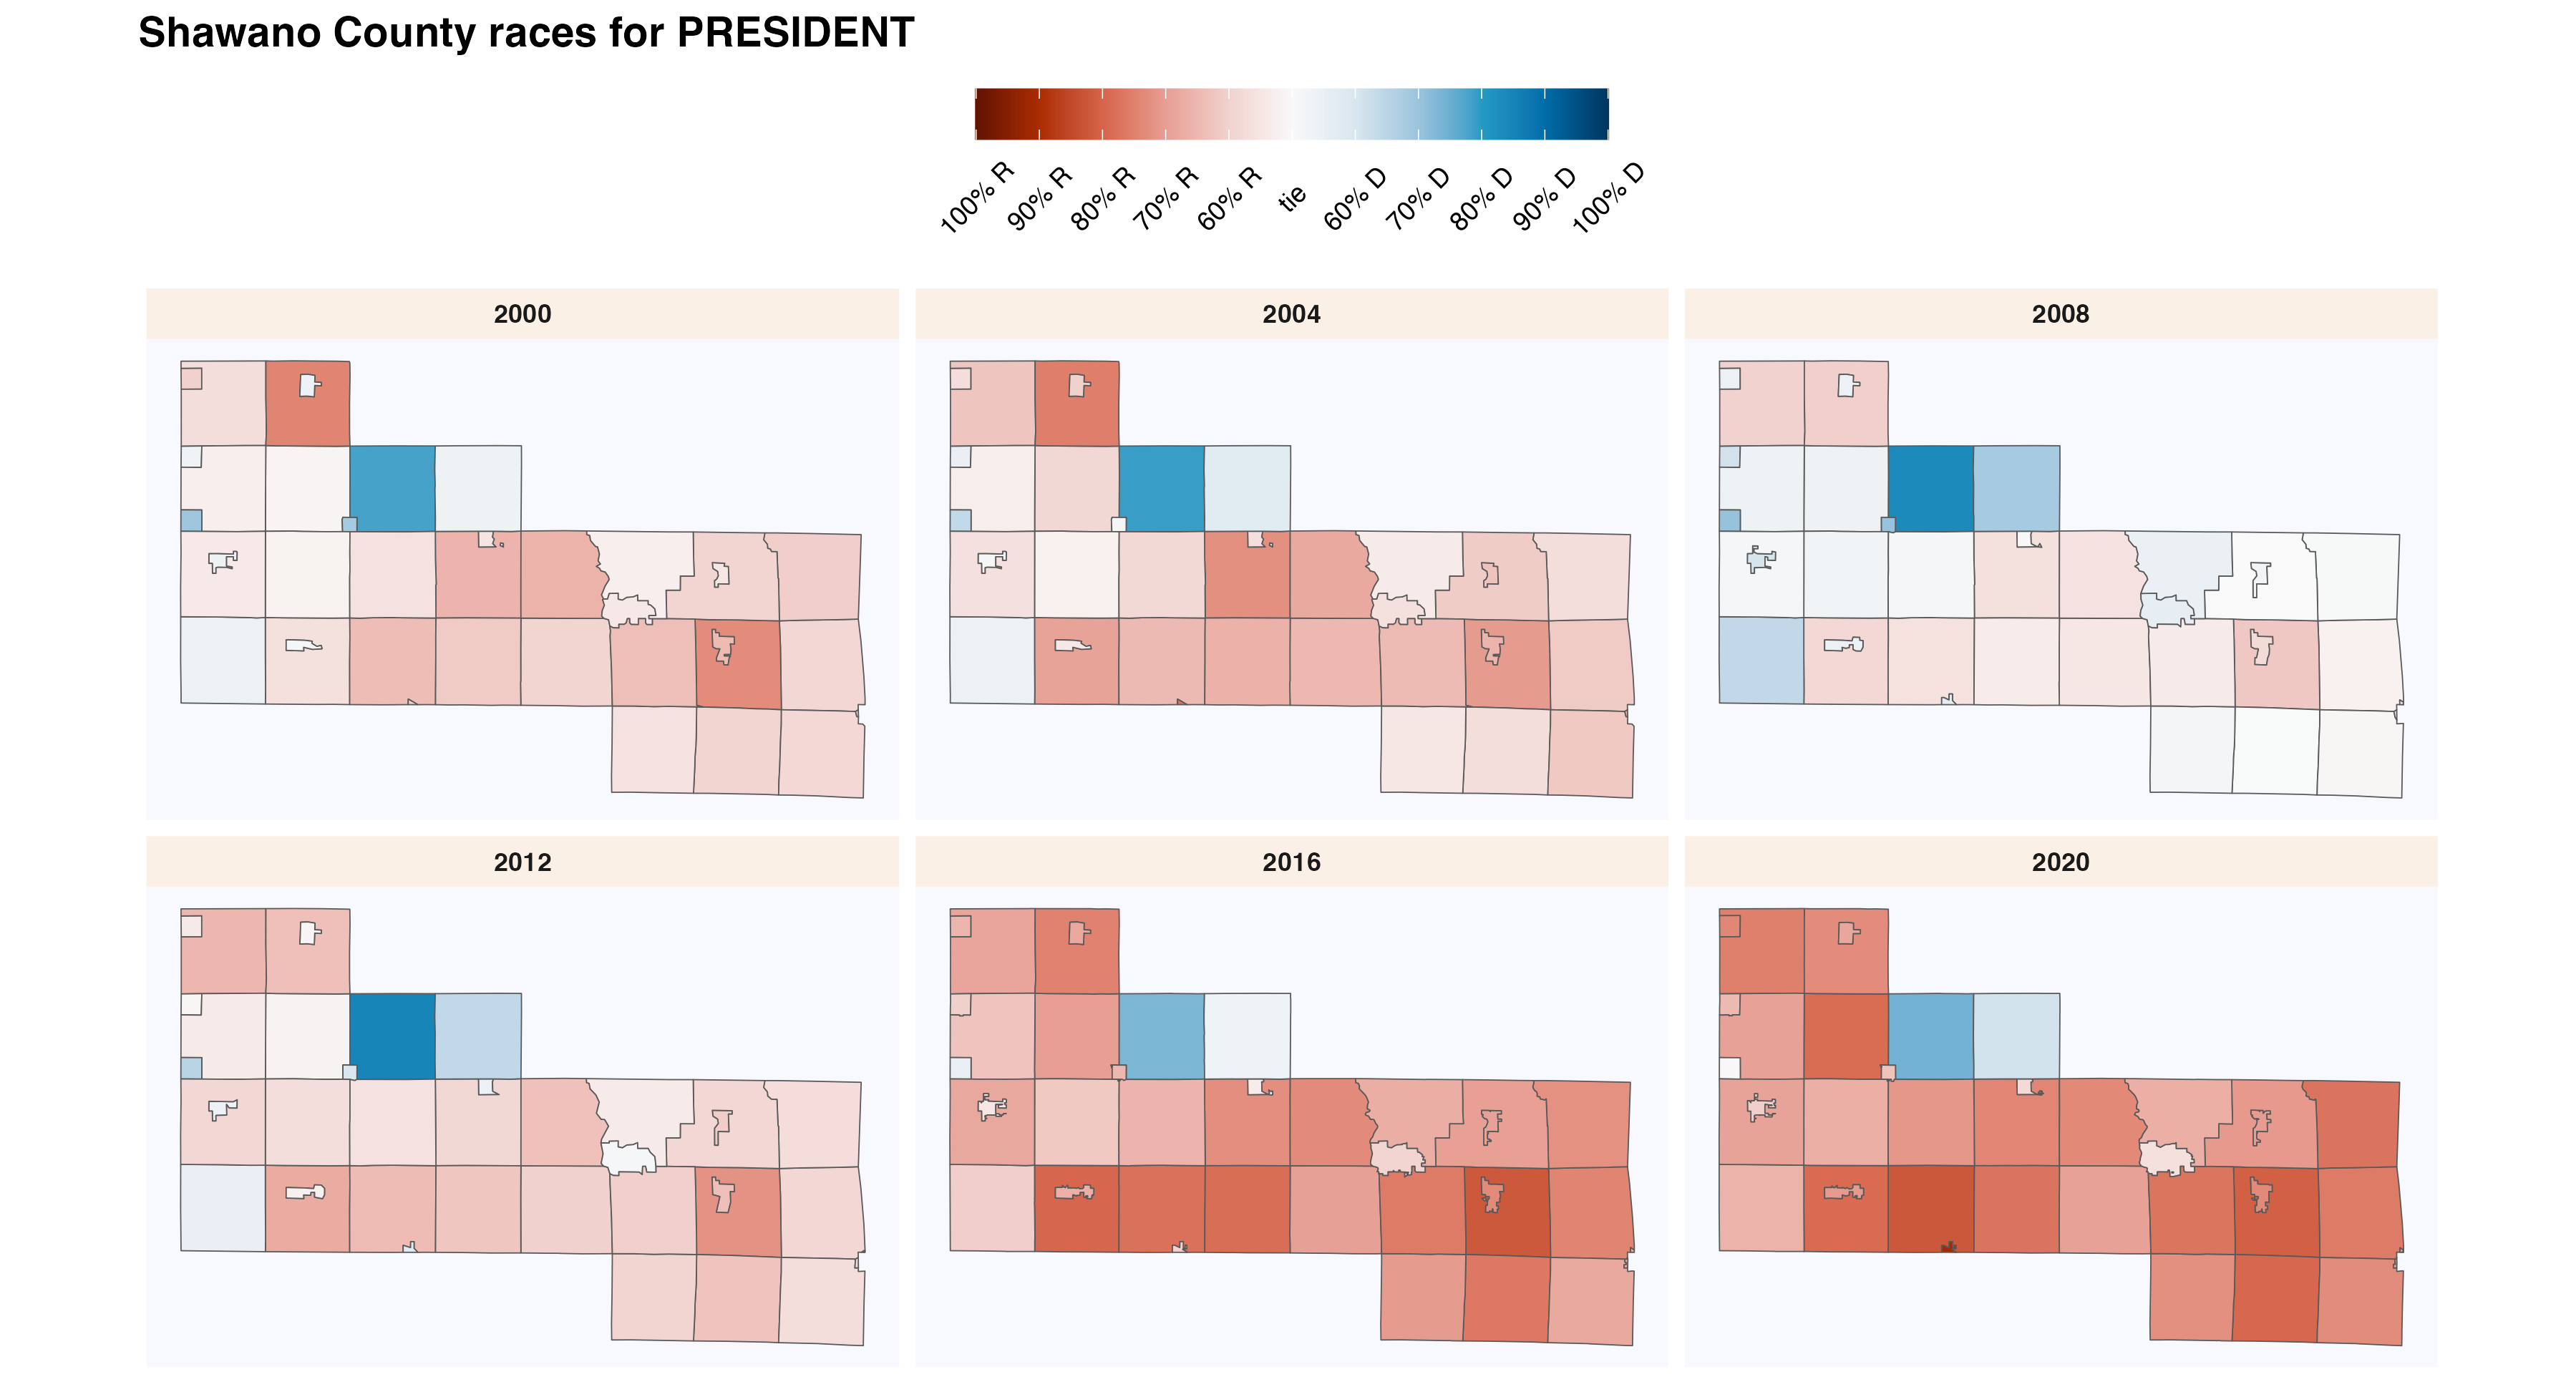 Shawano County races for PRESIDENT
100% R
90% R
80% R
70% R
60% R
tie
60% D
70% D
80% D
90% D
100% D
2000
2004
2008
2012
2016
2020